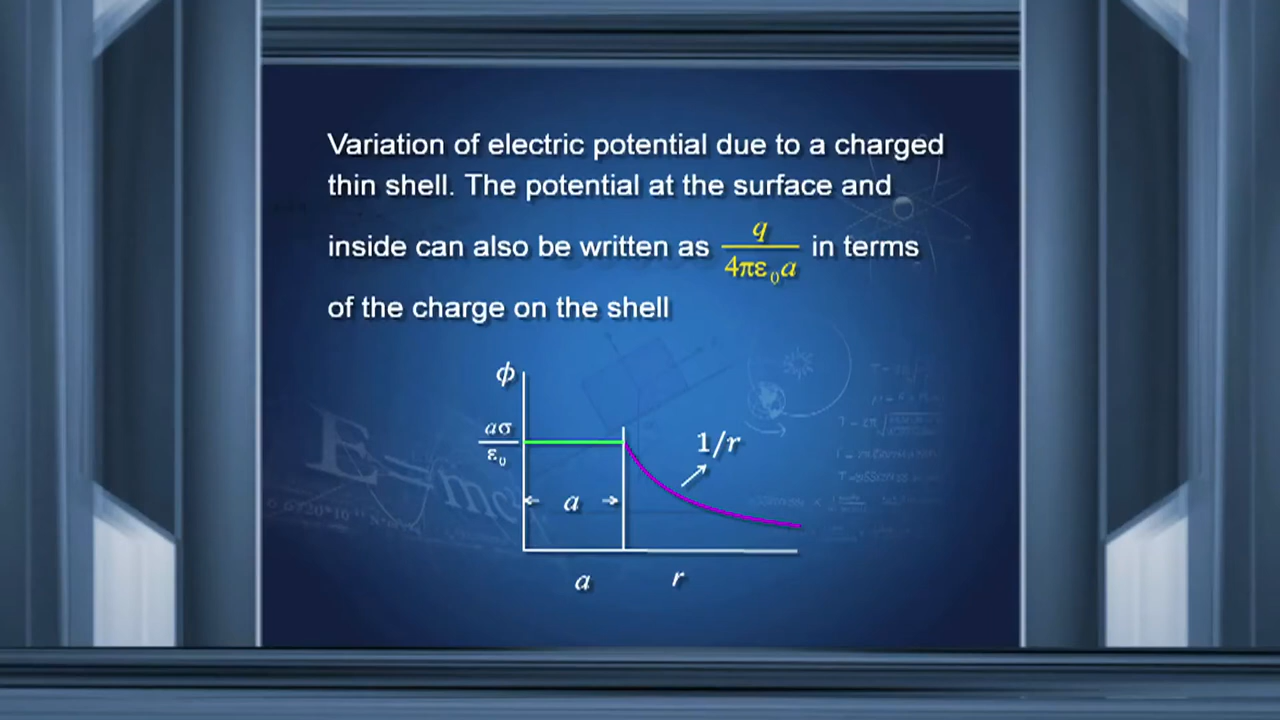 Variation of electric potential due to a charged
thin shell. The potential at the surface and
inside can also be written as q/4πε₀a in terms
of the charge on the shell
ϕ
aσ/ε₀
1/r
a
a
r
E=mc²